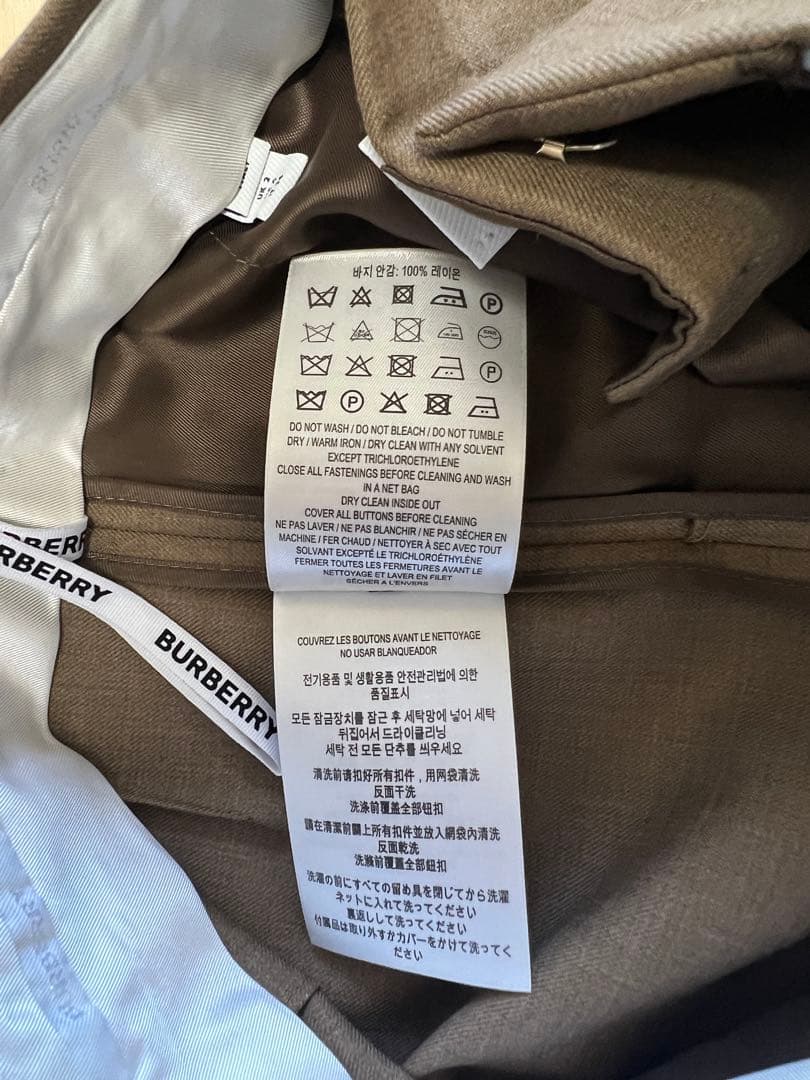 바지 안감: 100% 레이온
P
P
P
DO NOT WASH / DO NOT BLEACH / DO NOT TUMBLE
DRY / WARM IRON / DRY CLEAN WITH ANY SOLVENT
EXCEPT TRICHLOROETHYLENE
CLOSE ALL FASTENINGS BEFORE CLEANING AND WASH
IN A NET BAG
DRY CLEAN INSIDE OUT
COVER ALL BUTTONS BEFORE CLEANING
NE PAS LAVER / NE PAS BLANCHIR / NE PAS SÉCHER EN
MACHINE / FER CHAUD / NETTOYER À SEC AVEC TOUT
SOLVANT EXCEPTÉ LE TRICHLOROÉTHYLÈNE
FERMER TOUTES LES FERMETURES AVANT LE
NETTOYAGE ET LAVER EN FILET
SÉCHER À L'ENVERS
COUVREZ LES BOUTONS AVANT LE NETTOYAGE
NO USAR BLANQUEADOR
전기용품 및 생활용품 안전관리법에 의한
품질표시
모든 잠금장치를 잠근 후 세탁망에 넣어 세탁
뒤집어서 드라이클리닝
세탁 전 모든 단추를 씌우세요
清洗前请扣好所有扣件，用网袋清洗
反面干洗
洗涤前覆盖全部钮扣
請在清潔前關上所有扣件並放入網袋內清洗
反面乾洗
洗滌前覆蓋全部鈕扣
洗濯の前にすべての留め具を閉じてから洗濯
ネットに入れて洗ってください
裏返しして洗ってください
付属品は取り外すかカバーをかけて洗ってく
ださい
RBERRY
BURBERRY